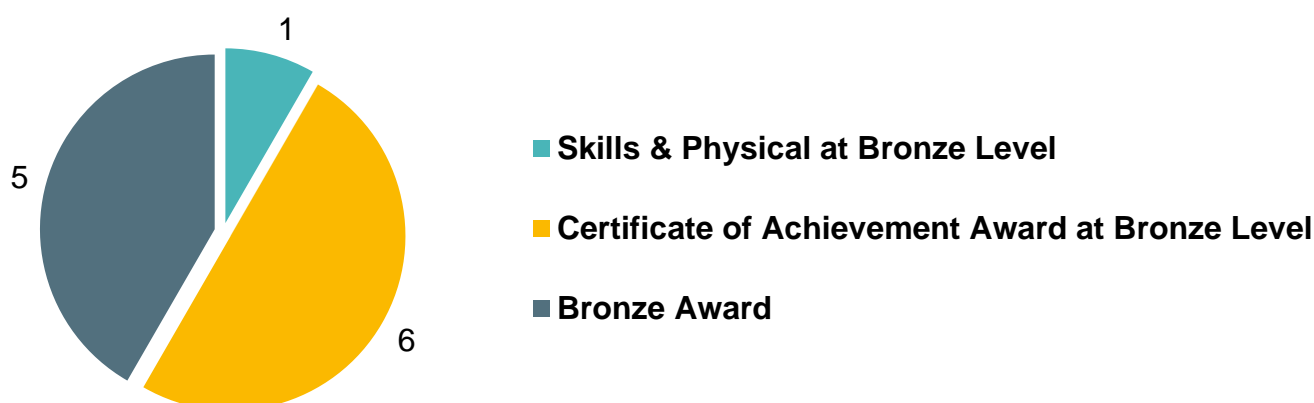 1
5
6
Skills & Physical at Bronze Level
Certificate of Achievement Award at Bronze Level
Bronze Award